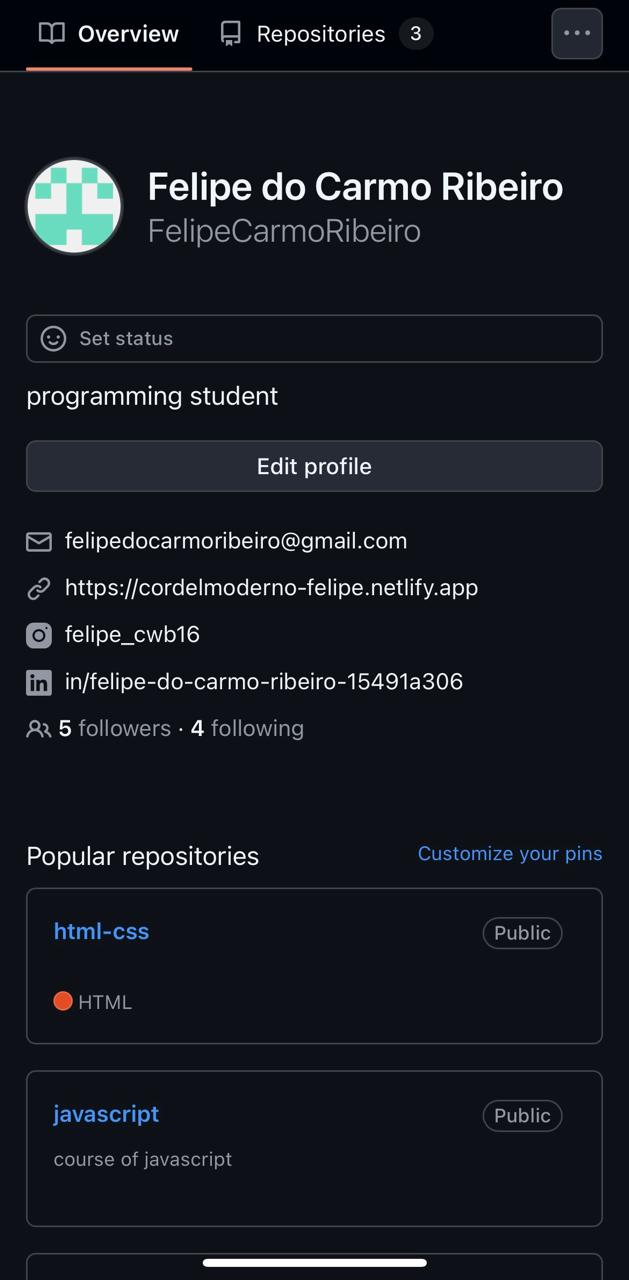 Overview
Repositories 3
Felipe do Carmo Ribeiro
FelipeCarmoRibeiro
Set status
programming student
Edit profile
felipedocarmoribeiro@gmail.com
https://cordelmoderno-felipe.netlify.app
felipe_cwb16
in/felipe-do-carmo-ribeiro-15491a306
5 followers · 4 following
Popular repositories
Customize your pins
html-css
Public
HTML
javascript
Public
course of javascript